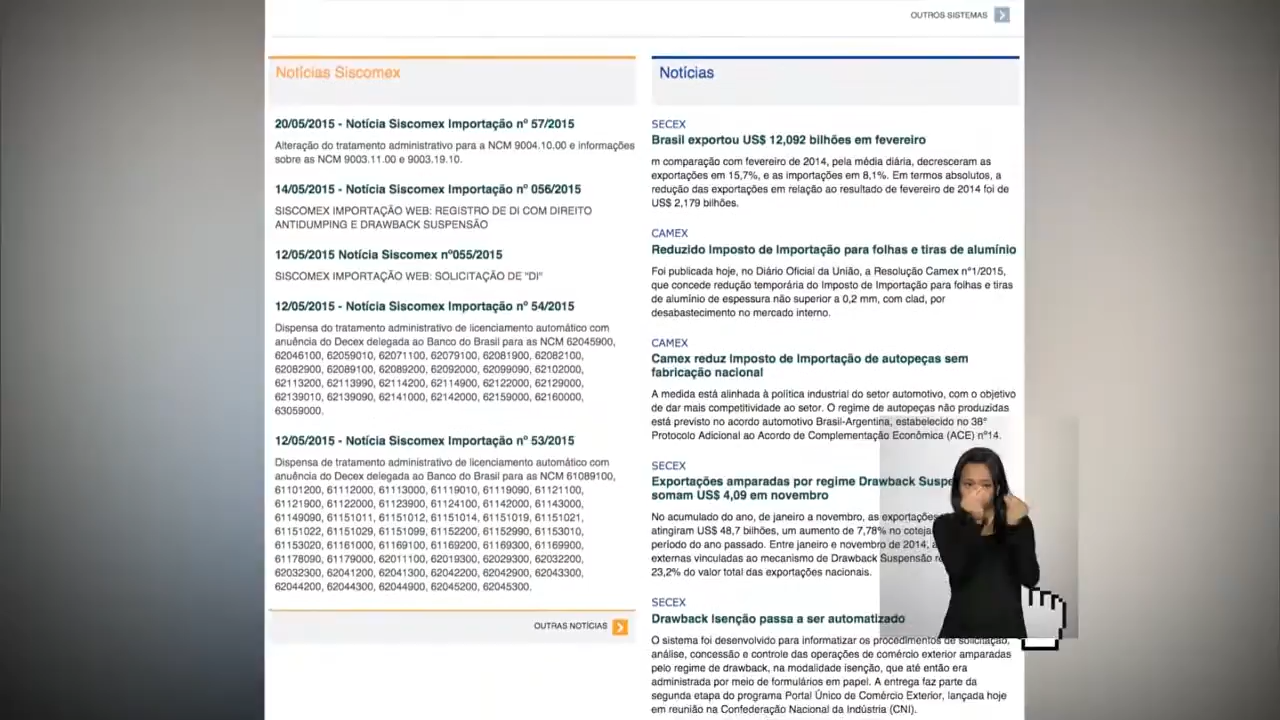 OUTROS SISTEMAS
Notícias Siscomex
20/05/2015 - Notícia Siscomex Importação nº 57/2015
Alteração do tratamento administrativo para a NCM 9004.10.00 e informações
sobre as NCM 9003.11.00 e 9003.19.10.
14/05/2015 - Notícia Siscomex Importação nº 056/2015
SISCOMEX IMPORTAÇÃO WEB: REGISTRO DE DI COM DIREITO
ANTIDUMPING E DRAWBACK SUSPENSÃO
12/05/2015 Notícia Siscomex nº055/2015
SISCOMEX IMPORTAÇÃO WEB: SOLICITAÇÃO DE "DI"
12/05/2015 - Notícia Siscomex Importação nº 54/2015
Dispensa do tratamento administrativo de licenciamento automático com
anuência do Decex delegada ao Banco do Brasil para as NCM 62045900,
62046100, 62059010, 62071100, 62079100, 62081900, 62082100,
62082900, 62089100, 62089200, 62092000, 62099090, 62102000,
62113200, 62113990, 62114200, 62114900, 62122000, 62129000,
62139010, 62139090, 62141000, 62142000, 62159000, 62160000,
63059000.
12/05/2015 - Notícia Siscomex Importação nº 53/2015
Dispensa de tratamento administrativo de licenciamento automático com
anuência do Decex delegada ao Banco do Brasil para as NCM 61089100,
61101200, 61112000, 61113000, 61119010, 61119090, 61121100,
61121900, 61122000, 61123900, 61124100, 61142000, 61143000,
61149090, 61151011, 61151012, 61151014, 61151019, 61151021,
61151022, 61151029, 61151099, 61152200, 61152990, 61153010,
61153020, 61161000, 61169100, 61169200, 61169300, 61169900,
61178090, 61179000, 62011100, 62019300, 62029300, 62032200,
62032300, 62041200, 62041300, 62042200, 62042900, 62043300,
62044200, 62044300, 62044900, 62045200, 62045300.
OUTRAS NOTÍCIAS
Notícias
SECEX
Brasil exportou US$ 12,092 bilhões em fevereiro
m comparação com fevereiro de 2014, pela média diária, decresceram as
exportações em 15,7%, e as importações em 8,1%. Em termos absolutos, a
redução das exportações em relação ao resultado de fevereiro de 2014 foi de
US$ 2,179 bilhões.
CAMEX
Reduzido Imposto de Importação para folhas e tiras de alumínio
Foi publicada hoje, no Diário Oficial da União, a Resolução Camex n°1/2015,
que concede redução temporária do Imposto de Importação para folhas e tiras
de alumínio de espessura não superior a 0,2 mm, com clad, por
desabastecimento no mercado interno.
CAMEX
Camex reduz Imposto de Importação de autopeças sem
fabricação nacional
A medida está alinhada à política industrial do setor automotivo, com o objetivo
de dar mais competitividade ao setor. O regime de autopeças não produzidas
está previsto no acordo automotivo Brasil-Argentina, estabelecido no 38°
Protocolo Adicional ao Acordo de Complementação Econômica (ACE) n°14.
SECEX
Exportações amparadas por regime Drawback Suspe
somam US$ 4,09 em novembro
No acumulado do ano, de janeiro a novembro, as exportações
atingiram US$ 48,7 bilhões, um aumento de 7,78% no coteja
período do ano passado. Entre janeiro e novembro de 2014,
externas vinculadas ao mecanismo de Drawback Suspensão
23,2% do valor total das exportações nacionais.
SECEX
Drawback Isenção passa a ser automatizado
O sistema foi desenvolvido para informatizar os procedimentos de solicitação,
análise, concessão e controle das operações de comércio exterior amparadas
pelo regime de drawback, na modalidade isenção, que até então era
administrada por meio de formulários em papel. A entrega faz parte da
segunda etapa do programa Portal Único de Comércio Exterior, lançada hoje
em reunião na Confederação Nacional da Indústria (CNI).